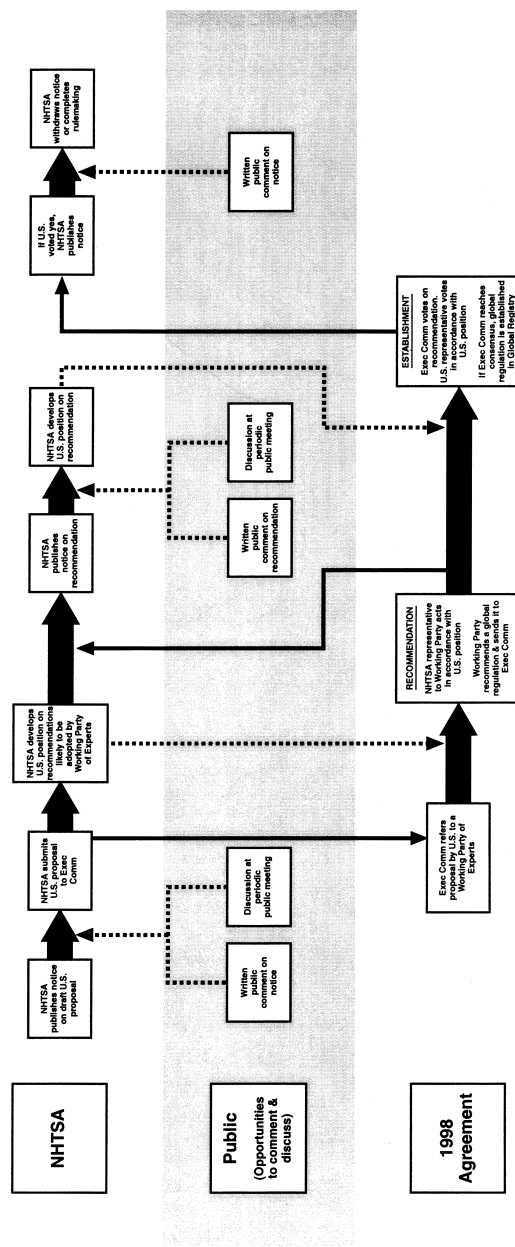 NHTSA
NHTSA
publishes notice
on draft U.S.
proposal
NHTSA submits
U.S. proposal
to Exec
Comm
NHTSA develops
U.S. position on
recommendations
likely to be
adopted by
Working Party
of Experts
NHTSA
publishes
notice on
recommendation
NHTSA develops
U.S. position on
recommendation
If U.S.
voted yes,
NHTSA
publishes
notice
NHTSA
withdraws notice
or completes
rulemaking
Public
(Opportunities
to comment &
discuss)
Written
public
comment on
notice
Discussion at
periodic
public meeting
Written
public
comment on
recommendation
Discussion at
periodic
public meeting
Written
public
comment on
notice
1998
Agreement
Exec Comm refers
proposal by U.S. to a
Working Party of
Experts
RECOMMENDATION
NHTSA representative
to Working Party acts
in accordance with
U.S. position
Working Party
recommends a global
regulation & sends it to
Exec Comm
ESTABLISHMENT
Exec Comm votes on
recommendation.
U.S. representative votes
in accordance with
U.S. position
If Exec Comm reaches
consensus, global
regulation is established
in Global Registry